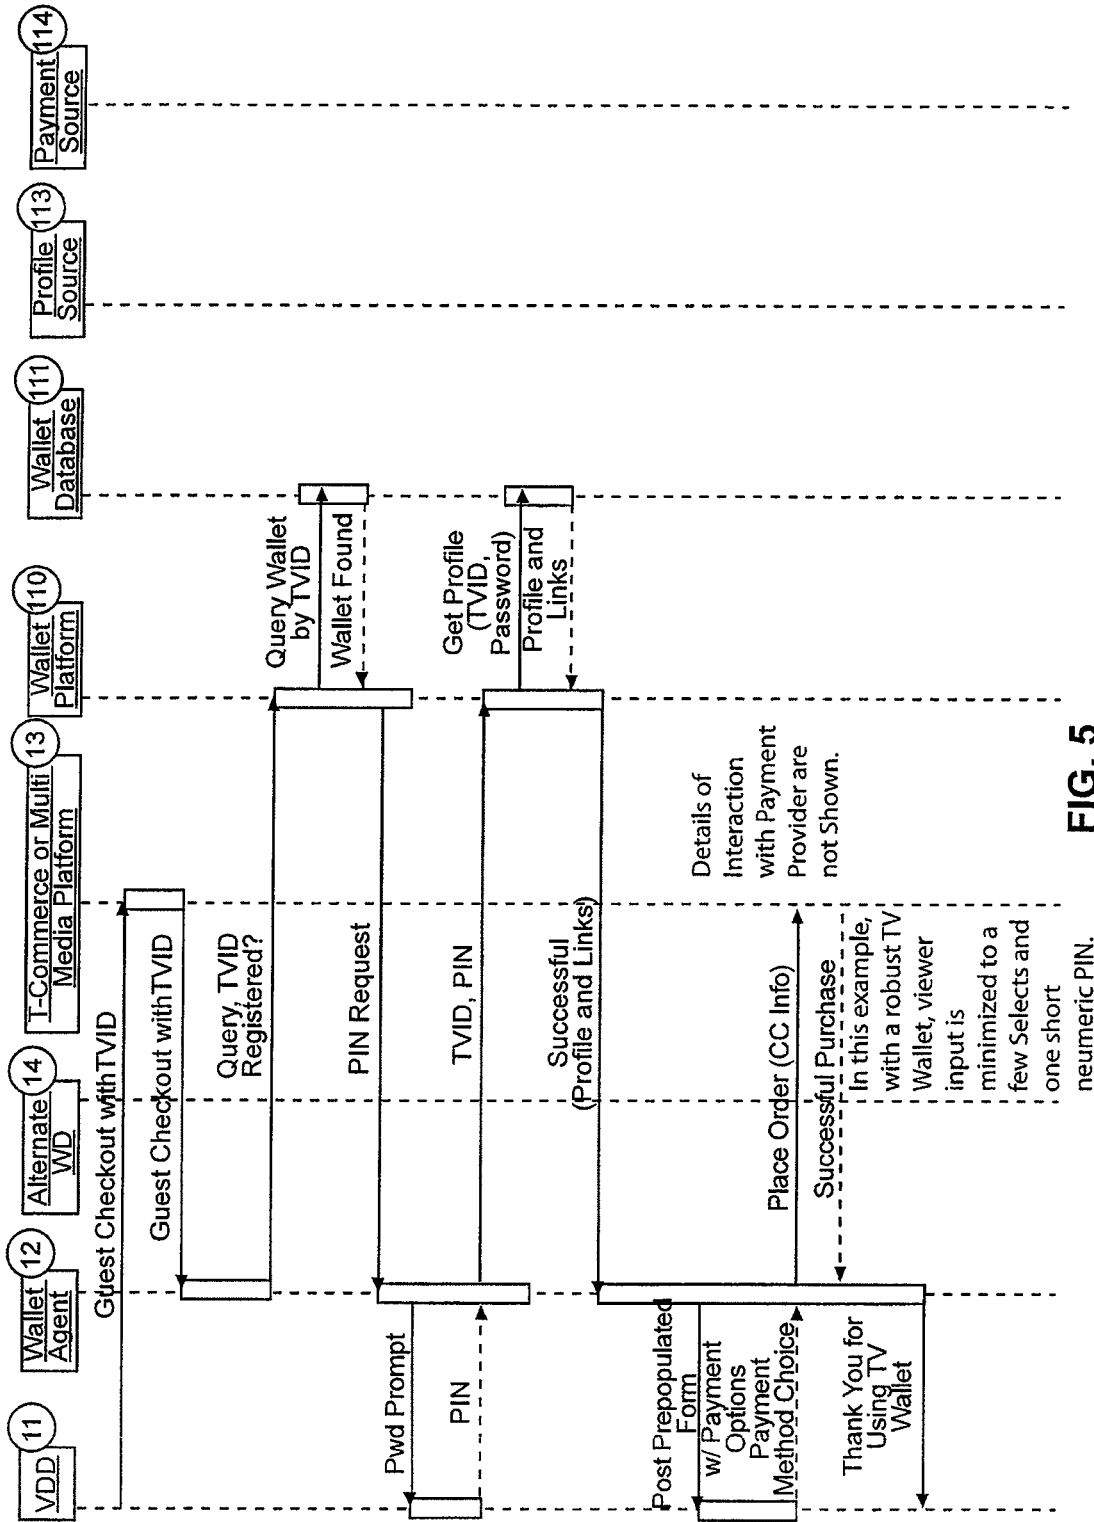 VDD
11
Wallet
Agent
12
Alternate
WD
14
T-Commerce or Multi
Media Platform
13
Wallet
Platform
110
Wallet
Database
111
Profile
Source
113
Payment
Source
114
Guest Checkout withTVID
Guest Checkout withTVID
Query, TVID
Registered?
Query Wallet
by TVID
Wallet Found
PIN Request
Pwd Prompt
PIN
TVID, PIN
Get Profile
(TVID,
Password)
Profile and
Links
Successful
(Profile and Links)
Post Prepopulated
Form
w/ Payment
Options
Payment
Method Choice
Place Order (CC Info)
Successful Purchase
Thank You for
Using TV
Wallet
Details of
Interaction
with Payment
Provider are
not Shown.
In this example,
with a robust TV
Wallet, viewer
input is
minimized to a
few Selects and
one short
neumeric PIN.
FIG. 5